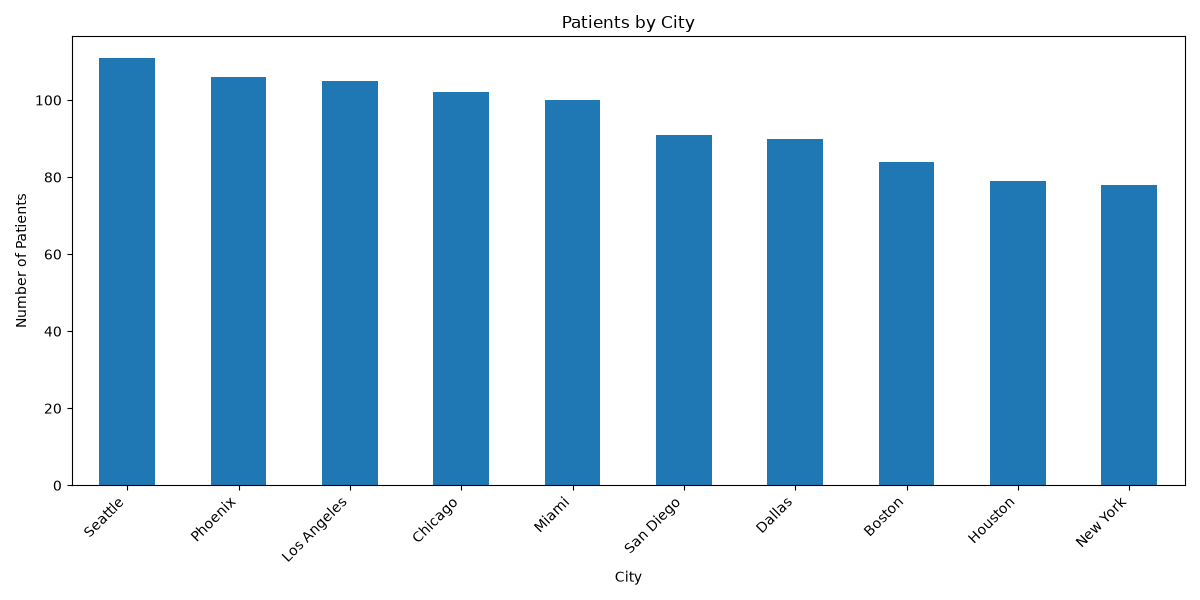 Patients by City
Number of Patients
100
80
60
40
20
0
Seattle
Phoenix
Los Angeles
Chicago
Miami
San Diego
Dallas
Boston
Houston
New York
City